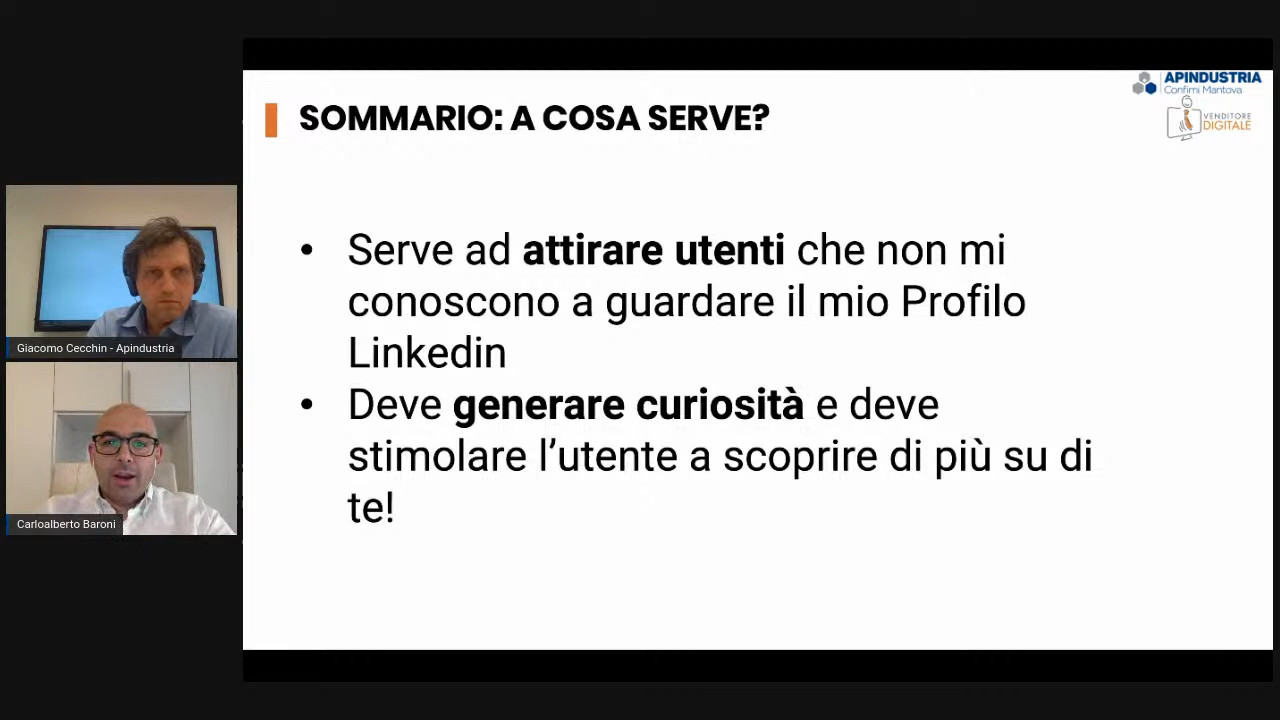 SOMMARIO: A COSA SERVE?
APINDUSTRIA
Confimi Mantova
VENDITORE
DIGITALE
• Serve ad attirare utenti che non mi
conoscono a guardare il mio Profilo
Linkedin
• Deve generare curiosità e deve
stimolare l’utente a scoprire di più su di
te!
Giacomo Cecchin - Apindustria
Carloalberto Baroni